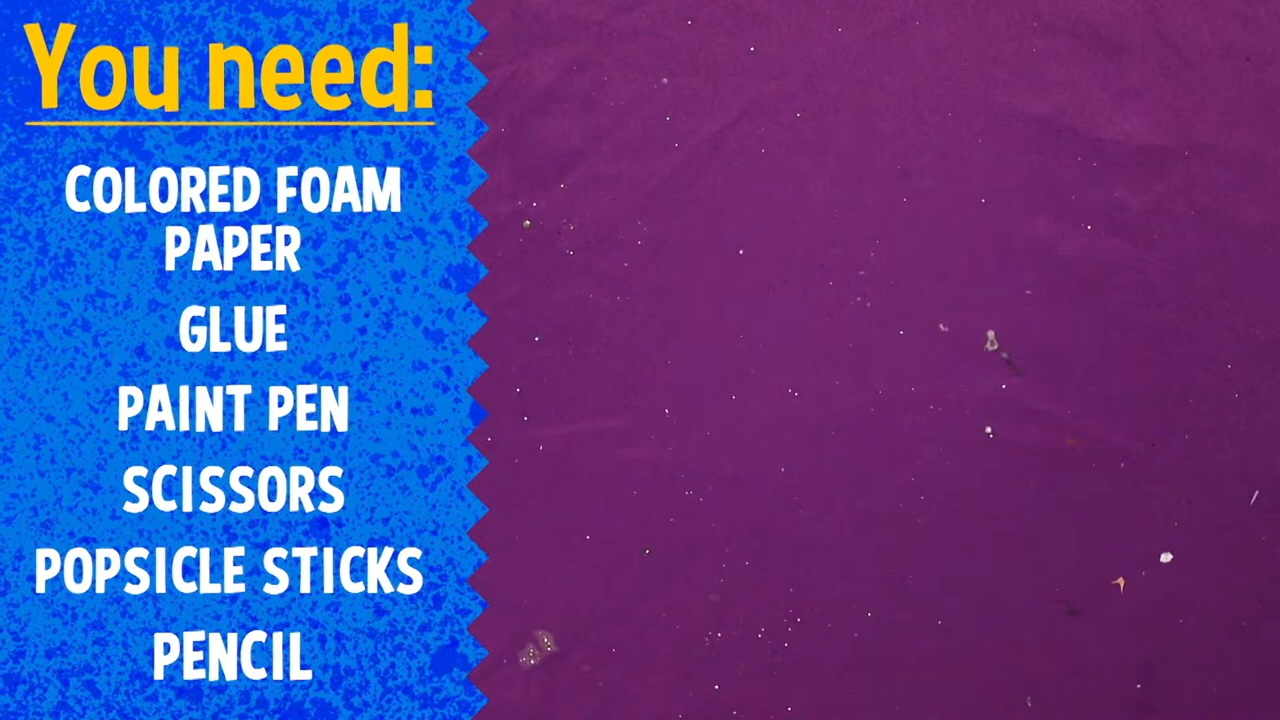 You need:
COLORED FOAM
PAPER
GLUE
PAINT PEN
SCISSORS
POPSICLE STICKS
PENCIL